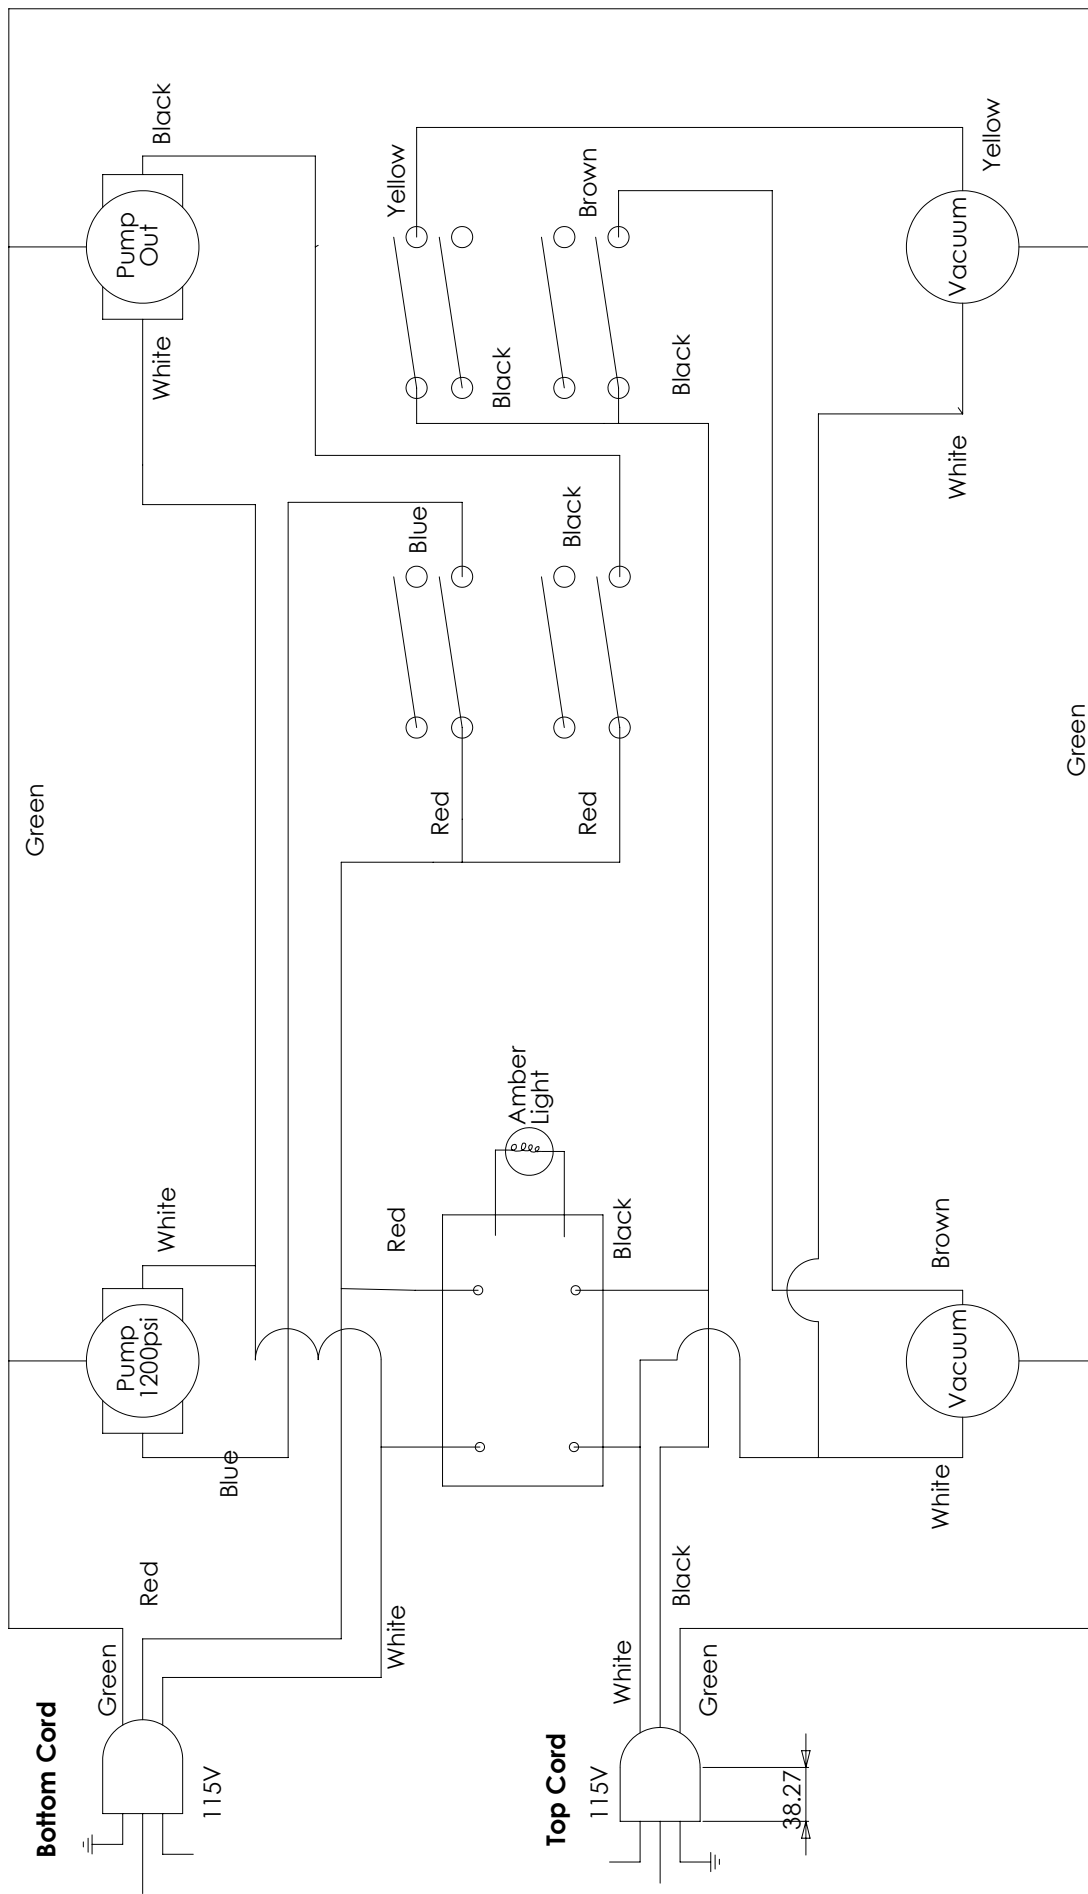 Black
Yellow
Yellow
Brown
Pump
Out
Vacuum
White
Black
Black
White
Blue
Black
Green
Green
Red
Red
Amber
Light
White
Red
Black
Brown
Pump
1200psi
Vacuum
Blue
White
Red
Black
White
Green
White
Green
Bottom Cord
115V
Top Cord
115V
38.27